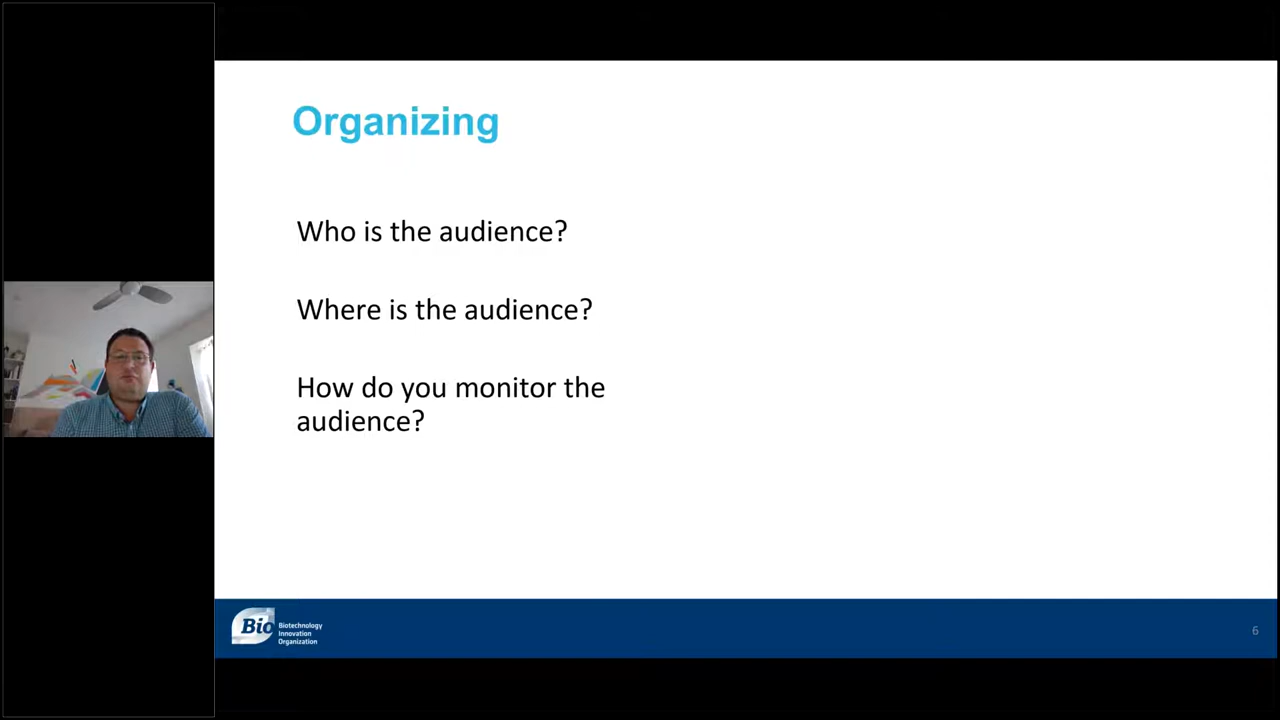 Organizing
Who is the audience?
Where is the audience?
How do you monitor the
audience?
Bio
Biotechnology
Innovation
Organization
6